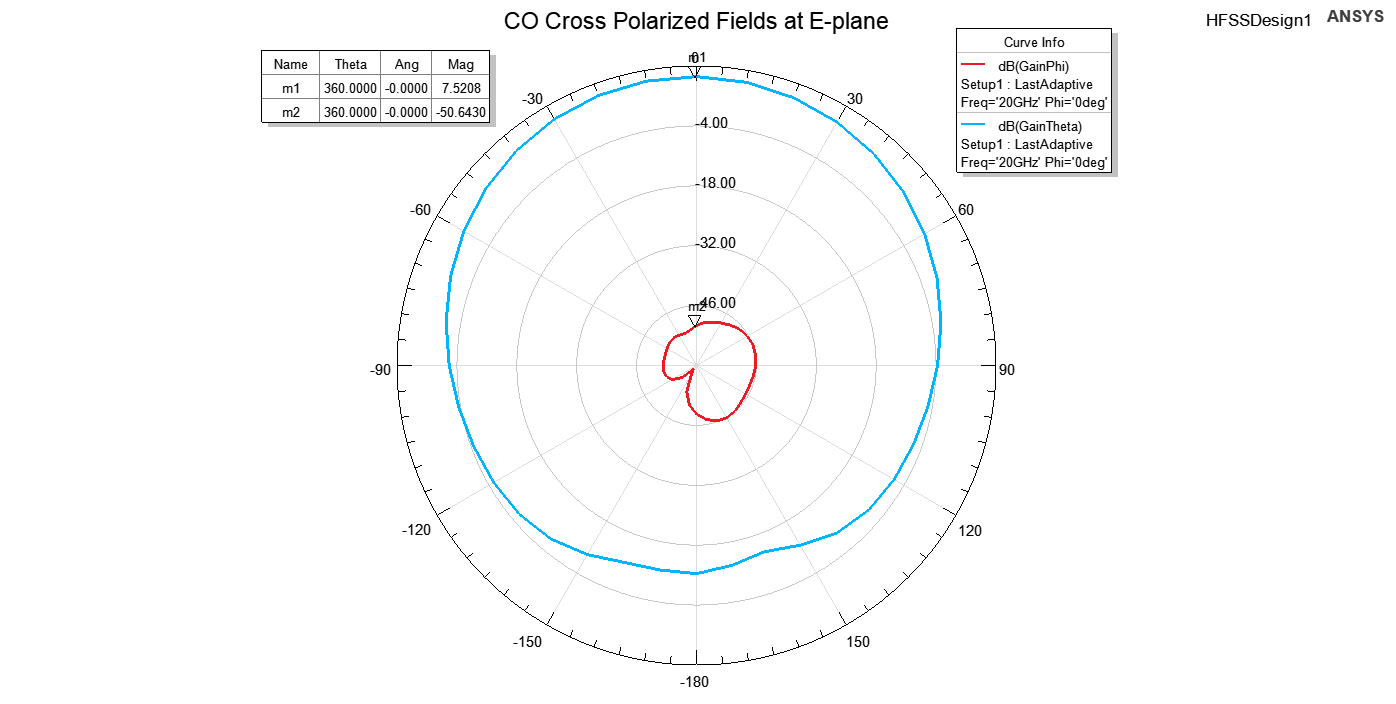 CO Cross Polarized Fields at E-plane
HFSSDesign1
ANSYS
Name Theta Ang Mag
m1 360.0000 -0.0000 7.5208
m2 360.0000 -0.0000 -50.6430
Curve Info
dB(GainPhi)
Setup1 : LastAdaptive
Freq='20GHz' Phi='0deg'
dB(GainTheta)
Setup1 : LastAdaptive
Freq='20GHz' Phi='0deg'
-30
30
-4.00
-18.00
-60
60
-32.00
-46.00
m2
-90
90
-120
120
-150
150
-180